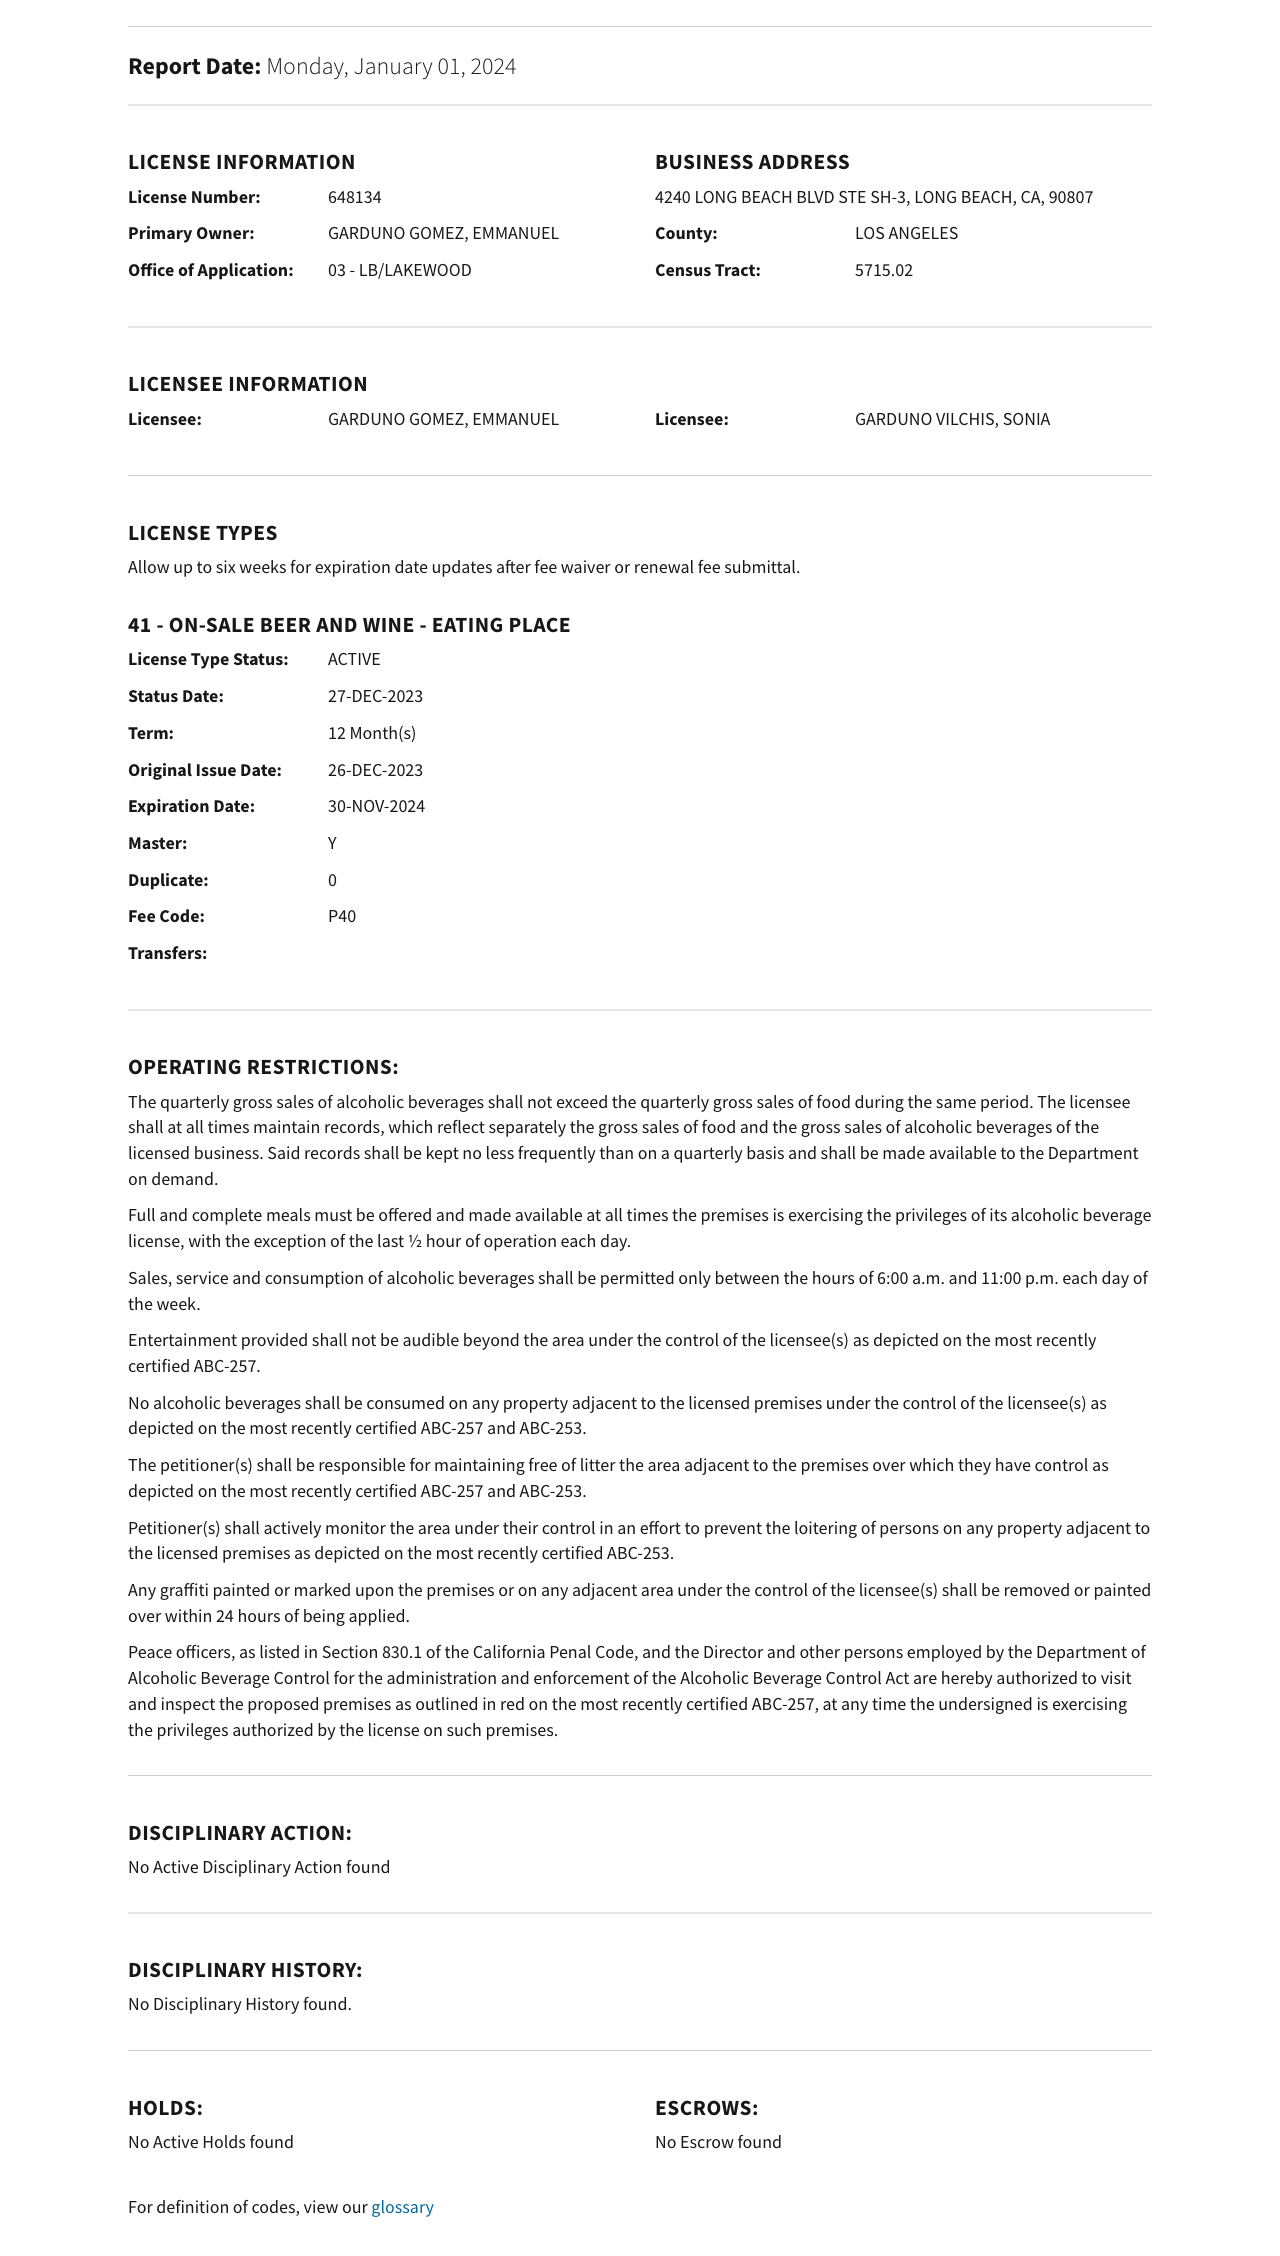 Report Date: Monday, January 01, 2024
LICENSE INFORMATION
License Number: 648134
Primary Owner: GARDUNO GOMEZ, EMMANUEL
Office of Application: 03 - LB/LAKEWOOD
BUSINESS ADDRESS
4240 LONG BEACH BLVD STE SH-3, LONG BEACH, CA, 90807
County: LOS ANGELES
Census Tract: 5715.02
LICENSEE INFORMATION
Licensee: GARDUNO GOMEZ, EMMANUEL
Licensee: GARDUNO VILCHIS, SONIA
LICENSE TYPES
Allow up to six weeks for expiration date updates after fee waiver or renewal fee submittal.
41 - ON-SALE BEER AND WINE - EATING PLACE
License Type Status: ACTIVE
Status Date: 27-DEC-2023
Term: 12 Month(s)
Original Issue Date: 26-DEC-2023
Expiration Date: 30-NOV-2024
Master: Y
Duplicate: 0
Fee Code: P40
Transfers:
OPERATING RESTRICTIONS:
The quarterly gross sales of alcoholic beverages shall not exceed the quarterly gross sales of food during the same period. The licensee
shall at all times maintain records, which reflect separately the gross sales of food and the gross sales of alcoholic beverages of the
licensed business. Said records shall be kept no less frequently than on a quarterly basis and shall be made available to the Department
on demand.
Full and complete meals must be offered and made available at all times the premises is exercising the privileges of its alcoholic beverage
license, with the exception of the last ½ hour of operation each day.
Sales, service and consumption of alcoholic beverages shall be permitted only between the hours of 6:00 a.m. and 11:00 p.m. each day of
the week.
Entertainment provided shall not be audible beyond the area under the control of the licensee(s) as depicted on the most recently
certified ABC-257.
No alcoholic beverages shall be consumed on any property adjacent to the licensed premises under the control of the licensee(s) as
depicted on the most recently certified ABC-257 and ABC-253.
The petitioner(s) shall be responsible for maintaining free of litter the area adjacent to the premises over which they have control as
depicted on the most recently certified ABC-257 and ABC-253.
Petitioner(s) shall actively monitor the area under their control in an effort to prevent the loitering of persons on any property adjacent to
the licensed premises as depicted on the most recently certified ABC-253.
Any graffiti painted or marked upon the premises or on any adjacent area under the control of the licensee(s) shall be removed or painted
over within 24 hours of being applied.
Peace officers, as listed in Section 830.1 of the California Penal Code, and the Director and other persons employed by the Department of
Alcoholic Beverage Control for the administration and enforcement of the Alcoholic Beverage Control Act are hereby authorized to visit
and inspect the proposed premises as outlined in red on the most recently certified ABC-257, at any time the undersigned is exercising
the privileges authorized by the license on such premises.
DISCIPLINARY ACTION:
No Active Disciplinary Action found
DISCIPLINARY HISTORY:
No Disciplinary History found.
HOLDS:
No Active Holds found
ESCROWS:
No Escrow found
For definition of codes, view our glossary